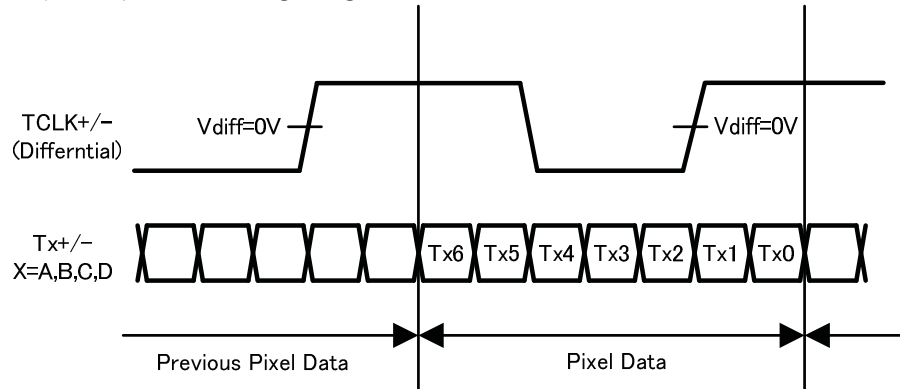 TCLK+/-
(Differntial)
Vdiff=0V
Vdiff=0V
Tx+/-
X=A,B,C,D
Tx6 Tx5 Tx4 Tx3 Tx2 Tx1 Tx0
Previous Pixel Data
Pixel Data